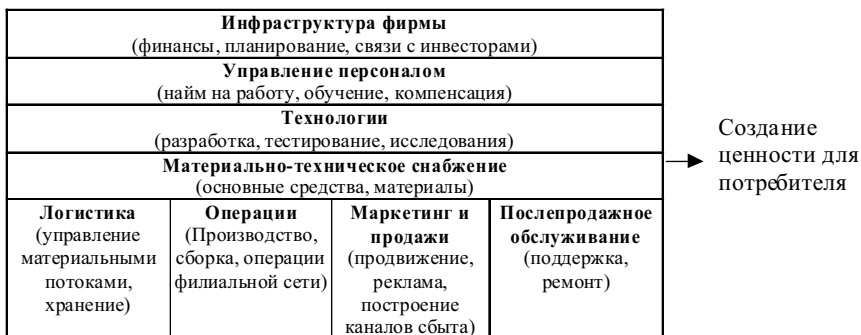 Инфраструктура фирмы
(финансы, планирование, связи с инвесторами)
Управление персоналом
(найм на работу, обучение, компенсация)
Технологии
(разработка, тестирование, исследования)
Материально-техническое снабжение
(основные средства, материалы)
Логистика
(управление
материальными
потоками,
хранение)
Операции
(Производство,
сборка, операции
филиальной сети)
Маркетинг и
продажи
(продвижение,
реклама,
построение
каналов сбыта)
Послепродажное
обслуживание
(поддержка,
ремонт)
Создание
ценности для
потребителя